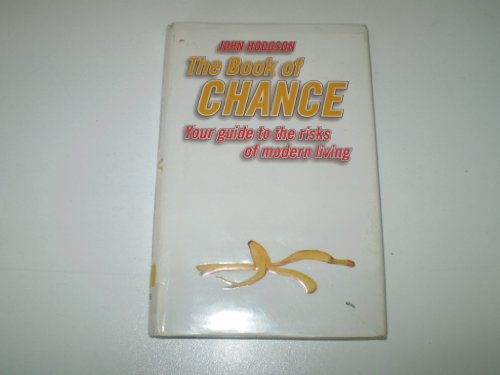 JOHN HODGSON
The Book of
CHANCE
Your guide to the risks
of modern living